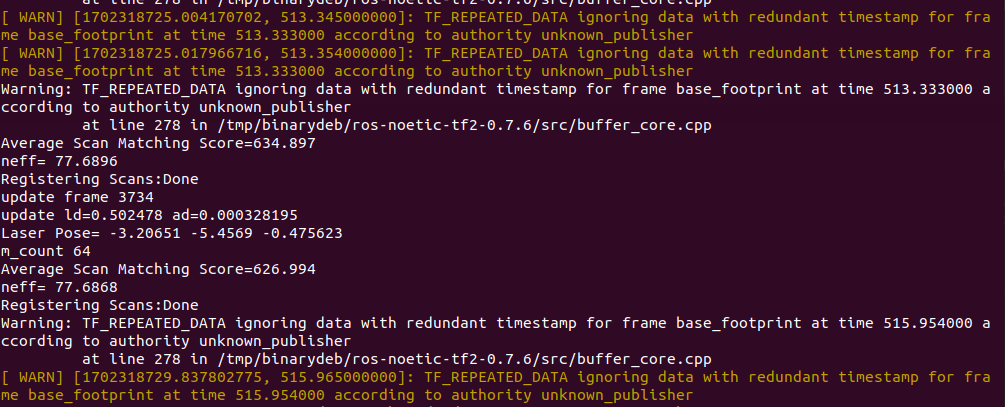 at line 278 in /tmp/binarydeb/ros-noetic-tf2-0.7.6/src/buffer_core.cpp
[ WARN] [1702318725.004170702, 513.345000000]: TF_REPEATED_DATA ignoring data with redundant timestamp for fra
me base_footprint at time 513.333000 according to authority unknown_publisher
[ WARN] [1702318725.017966716, 513.354000000]: TF_REPEATED_DATA ignoring data with redundant timestamp for fra
me base_footprint at time 513.333000 according to authority unknown_publisher
Warning: TF_REPEATED_DATA ignoring data with redundant timestamp for frame base_footprint at time 513.333000 a
ccording to authority unknown_publisher
at line 278 in /tmp/binarydeb/ros-noetic-tf2-0.7.6/src/buffer_core.cpp
Average Scan Matching Score=634.897
neff= 77.6896
Registering Scans:Done
update frame 3734
update ld=0.502478 ad=0.000328195
Laser Pose= -3.20651 -5.4569 -0.475623
m_count 64
Average Scan Matching Score=626.994
neff= 77.6868
Registering Scans:Done
Warning: TF_REPEATED_DATA ignoring data with redundant timestamp for frame base_footprint at time 515.954000 a
ccording to authority unknown_publisher
at line 278 in /tmp/binarydeb/ros-noetic-tf2-0.7.6/src/buffer_core.cpp
[ WARN] [1702318729.837802775, 515.965000000]: TF_REPEATED_DATA ignoring data with redundant timestamp for fra
me base_footprint at time 515.954000 according to authority unknown_publisher